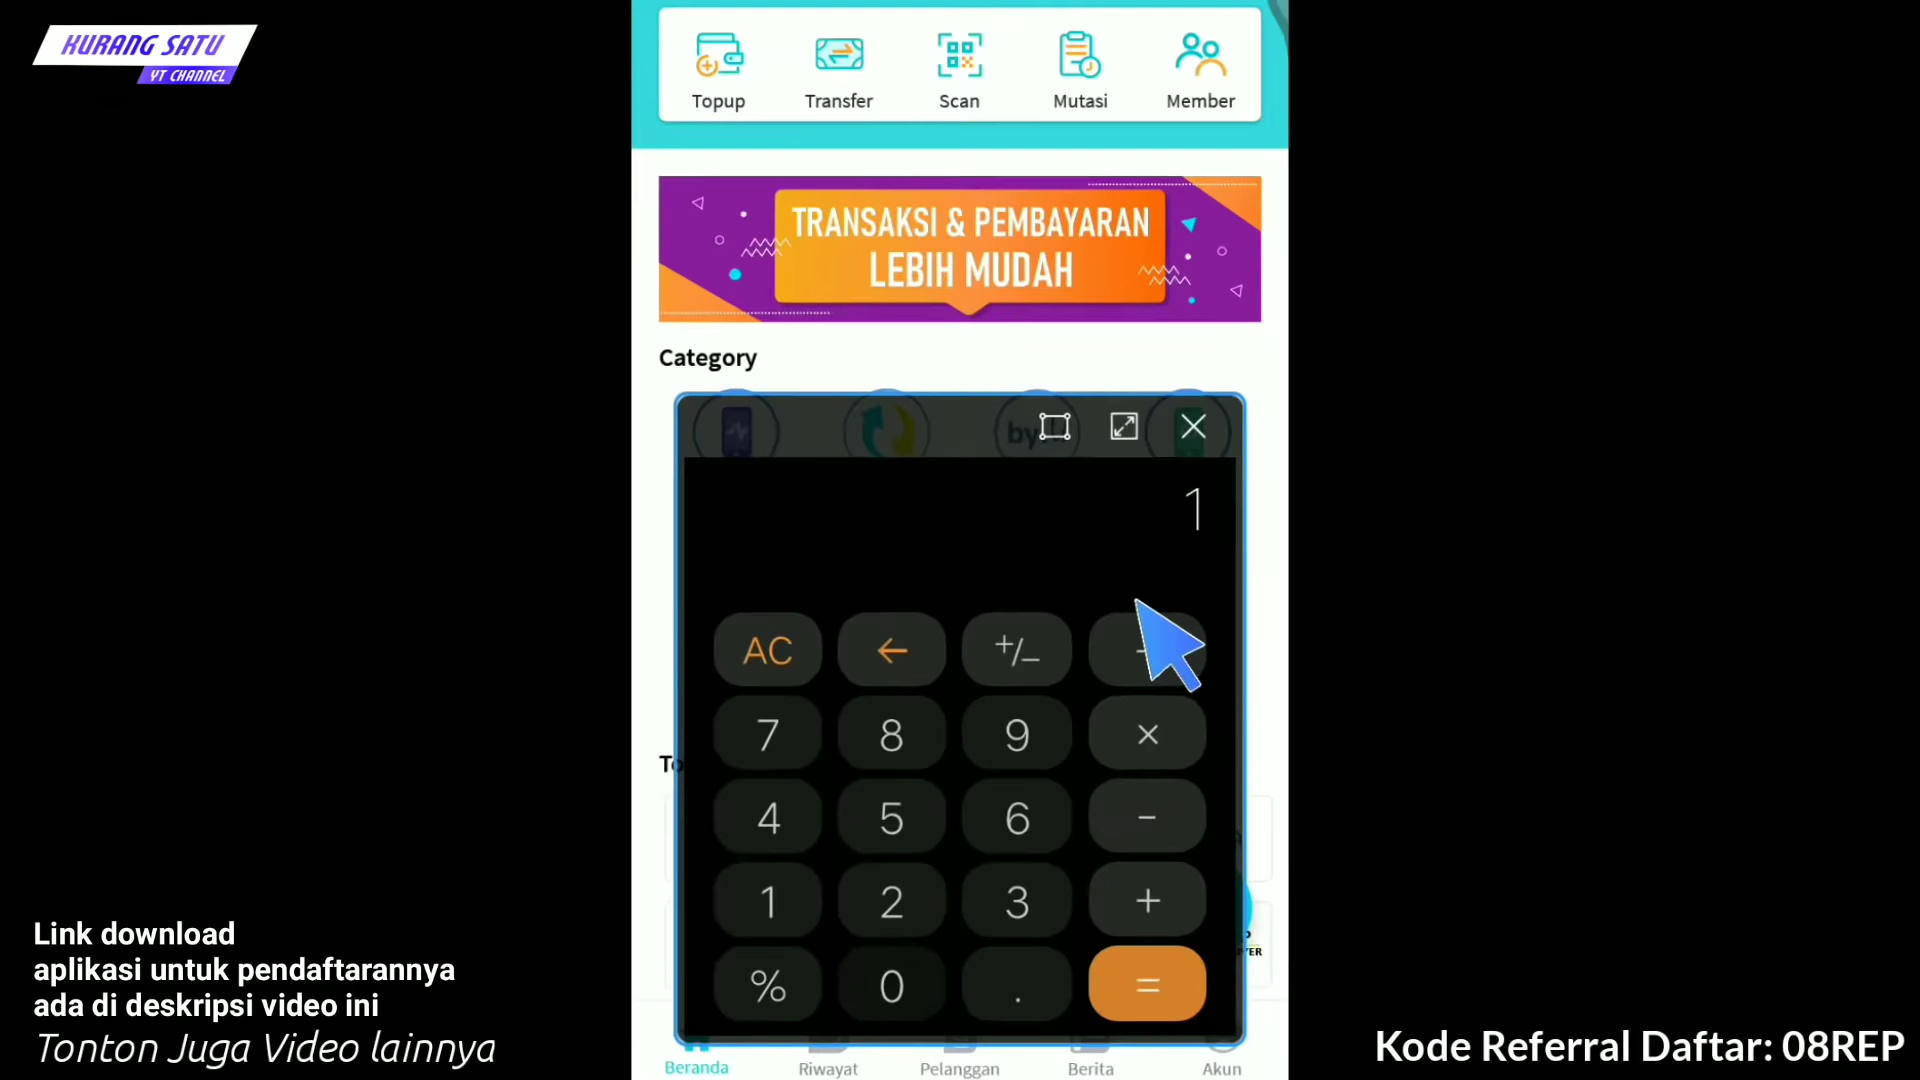 KURANG SATU
YT CHANNEL
Topup
Transfer
Scan
Mutasi
Member
TRANSAKSI & PEMBAYARAN
LEBIH MUDAH
Category
by.U
1
AC
←
+/−
7
8
9
×
4
5
6
−
1
2
3
+
%
0
.
=
Beranda
Riwayat
Pelanggan
Berita
Akun
Link download
aplikasi untuk pendaftarannya
ada di deskripsi video ini
Tonton Juga Video lainnya
Kode Referral Daftar: 08REP